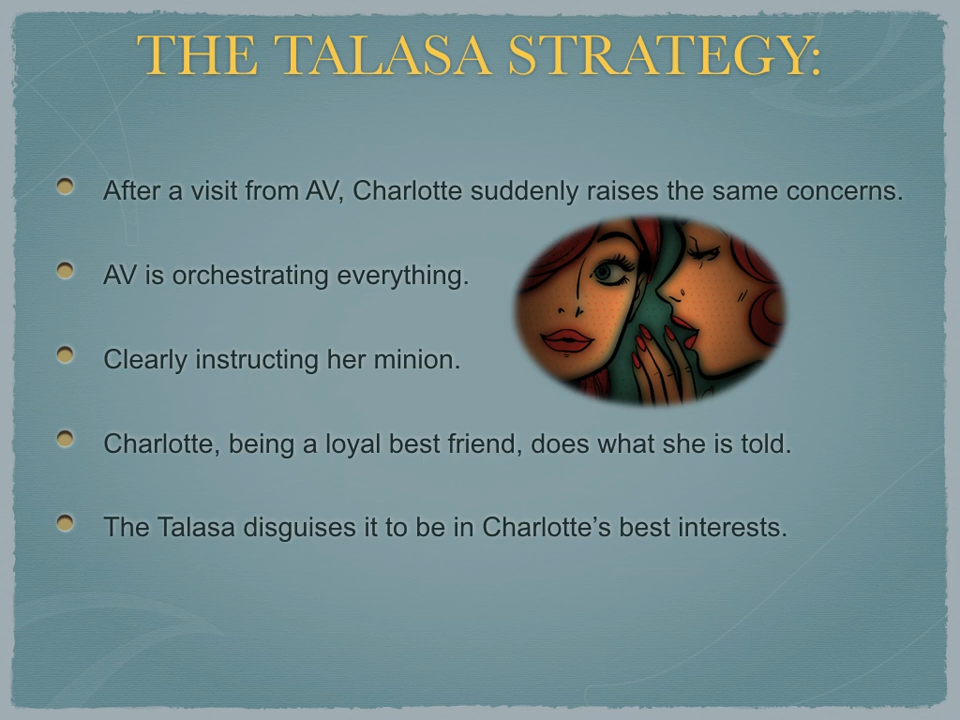 THE TALASA STRATEGY:
After a visit from AV, Charlotte suddenly raises the same concerns.
AV is orchestrating everything.
Clearly instructing her minion.
Charlotte, being a loyal best friend, does what she is told.
The Talasa disguises it to be in Charlotte’s best interests.